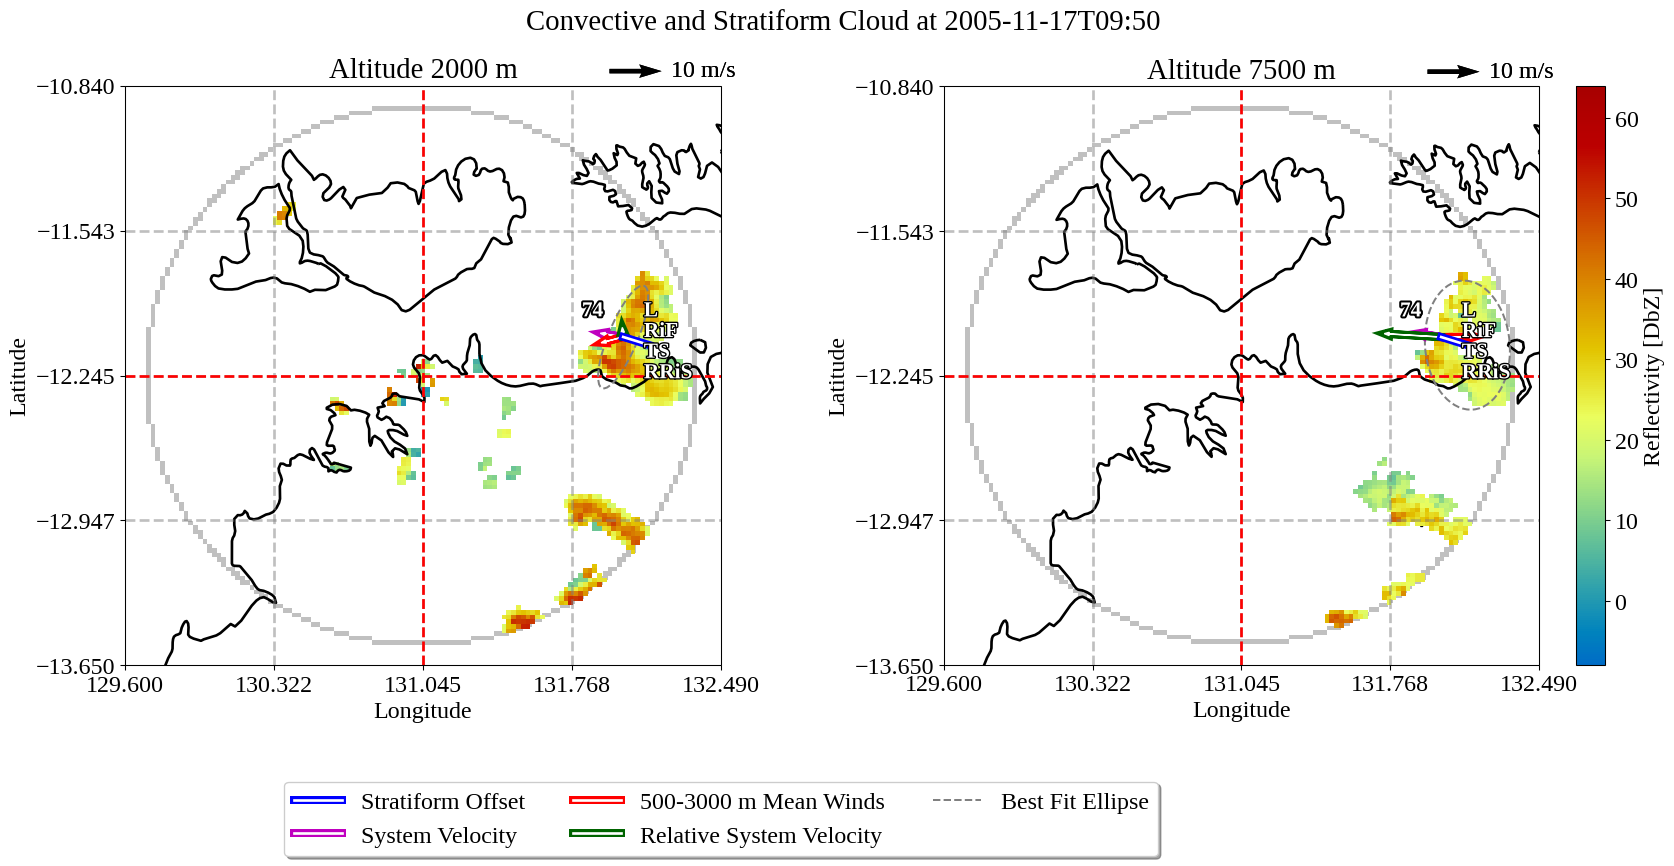 Convective and Stratiform Cloud at 2005-11-17T09:50
Altitude 2000 m
10 m/s
−10.840
−11.543
−12.245
−12.947
−13.650
Latitude
74
L
RiF
TS
RRiS
129.600 130.322 131.045 131.768 132.490
Longitude
Altitude 7500 m
10 m/s
−10.840
−11.543
−12.245
−12.947
−13.650
Latitude
74
L
RiF
TS
RRiS
129.600 130.322 131.045 131.768 132.490
Longitude
60
50
40
30
20
10
0
Reflectivity [DbZ]
Stratiform Offset
System Velocity
500-3000 m Mean Winds
Relative System Velocity
Best Fit Ellipse